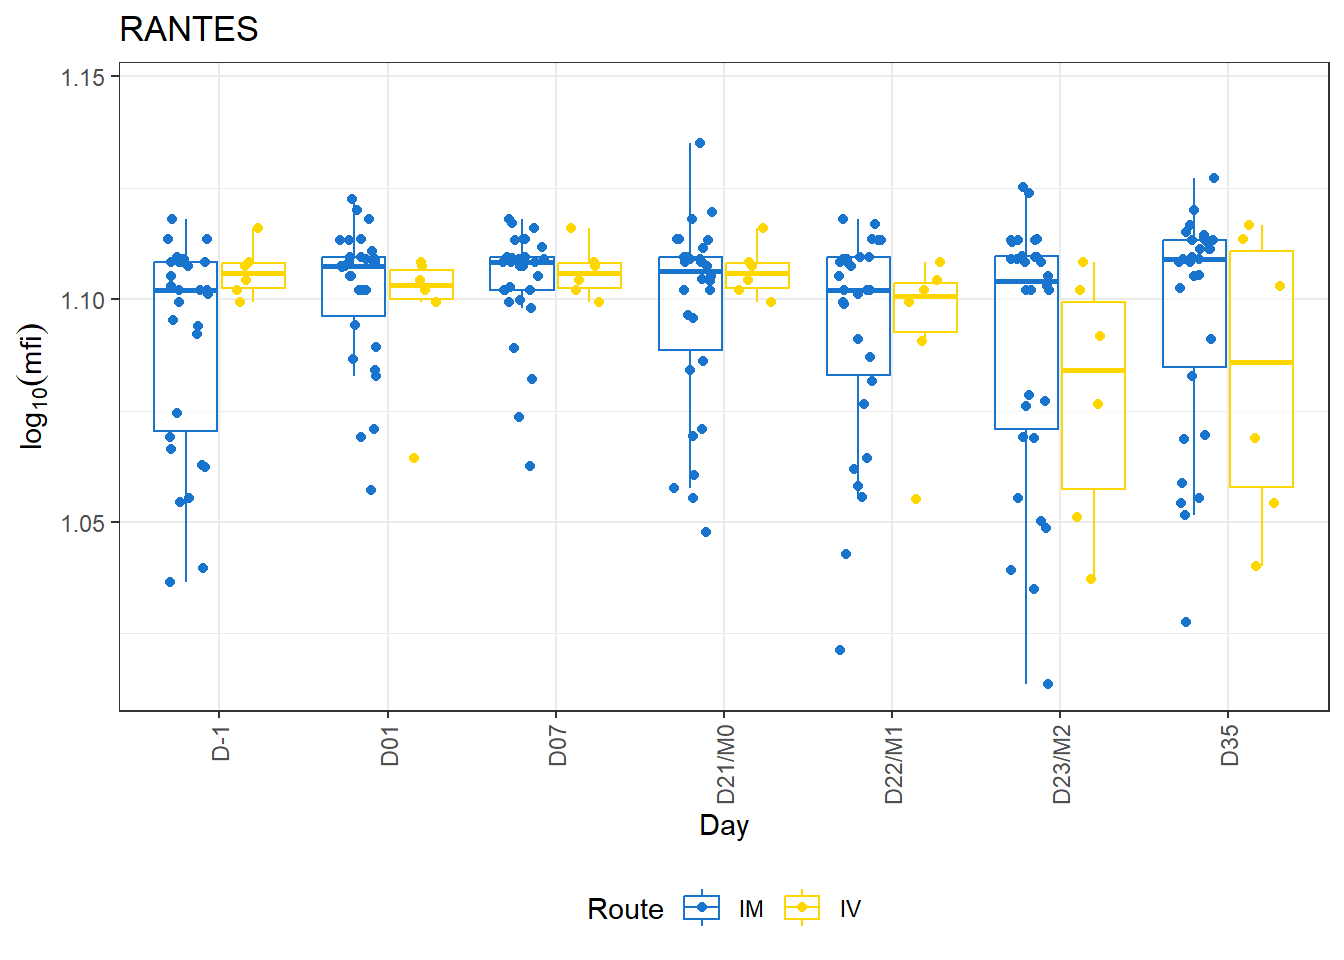 RANTES
1.15
1.10
1.05
log10(mfi)
D-1
D01
D07
D21/M0
D22/M1
D23/M2
D35
Day
Route IM IV